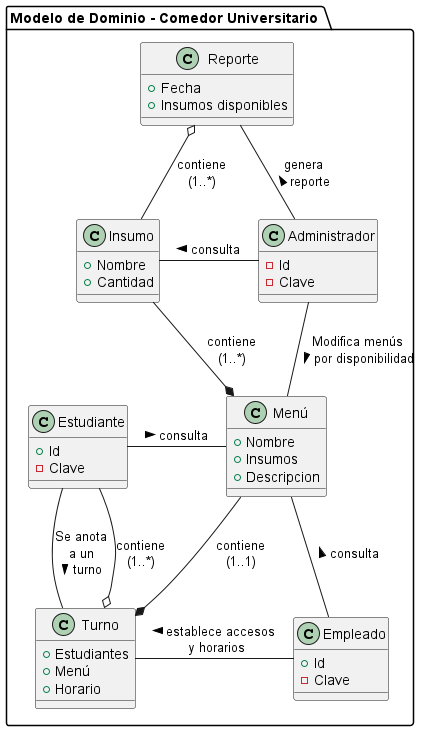 Modelo de Dominio - Comedor Universitario
C Reporte
Fecha
Insumos disponibles
contiene
(1..*)
genera
reporte
C Insumo
Nombre
Cantidad
consulta
C Administrador
Id
Clave
contiene
(1..*)
Modifica menús
por disponibilidad
C Estudiante
Id
Clave
consulta
C Menú
Nombre
Insumos
Descripcion
Se anota
a un
turno
contiene
(1..*)
contiene
(1..1)
consulta
C Turno
Estudiantes
Menú
Horario
establece accesos
y horarios
C Empleado
Id
Clave